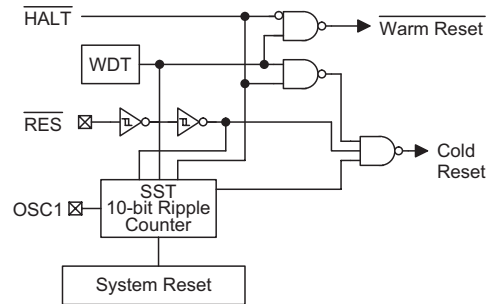 HALT
Warm Reset
WDT
RES
Cold
Reset
SST
10-bit Ripple
Counter
OSC1
System Reset